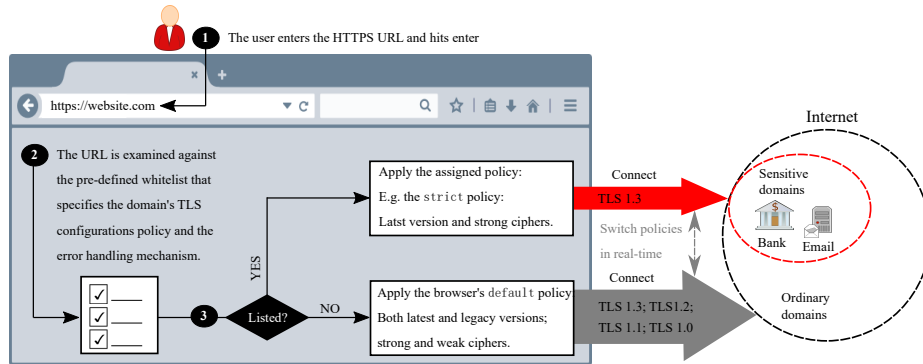 1
The user enters the HTTPS URL and hits enter
https://website.com
2
The URL is examined against
the pre-defined whitelist that
specifies the domain's TLS
configurations policy and the
error handling mechanism.
3
Listed?
YES
NO
Apply the assigned policy:
E.g. the strict policy:
Latst version and strong ciphers.
Apply the browser's default policy:
Both latest and legacy versions;
strong and weak ciphers.
Connect
TLS 1.3
Switch policies
in real-time
Connect
TLS 1.3; TLS1.2;
TLS 1.1; TLS 1.0
Internet
Sensitive
domains
$
Bank
Email
Ordinary
domains